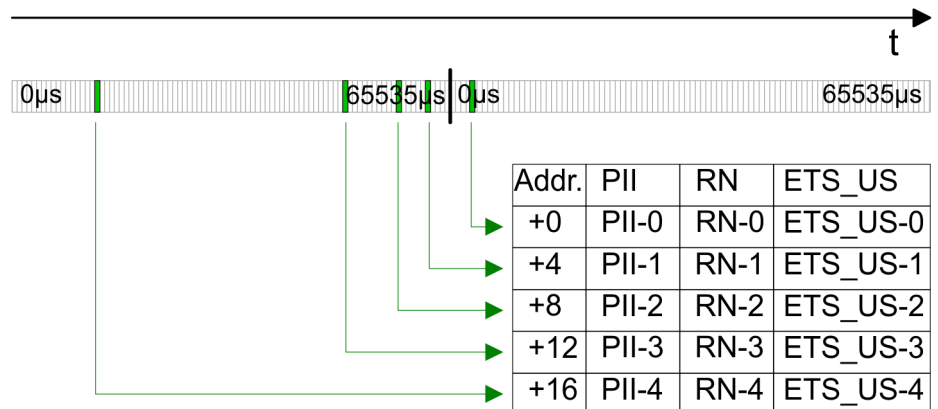 t
0µs 65535µs 0µs 65535µs
Addr. PII RN ETS_US
+0 PII-0 RN-0 ETS_US-0
+4 PII-1 RN-1 ETS_US-1
+8 PII-2 RN-2 ETS_US-2
+12 PII-3 RN-3 ETS_US-3
+16 PII-4 RN-4 ETS_US-4